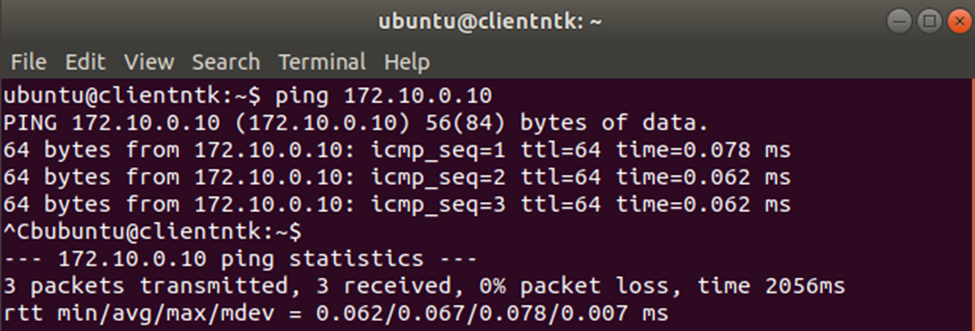 ubuntu@clientntk: ~
File Edit View Search Terminal Help
ubuntu@clientntk:~$ ping 172.10.0.10
PING 172.10.0.10 (172.10.0.10) 56(84) bytes of data.
64 bytes from 172.10.0.10: icmp_seq=1 ttl=64 time=0.078 ms
64 bytes from 172.10.0.10: icmp_seq=2 ttl=64 time=0.062 ms
64 bytes from 172.10.0.10: icmp_seq=3 ttl=64 time=0.062 ms
^Cbubuntu@clientntk:~$
--- 172.10.0.10 ping statistics ---
3 packets transmitted, 3 received, 0% packet loss, time 2056ms
rtt min/avg/max/mdev = 0.062/0.067/0.078/0.007 ms